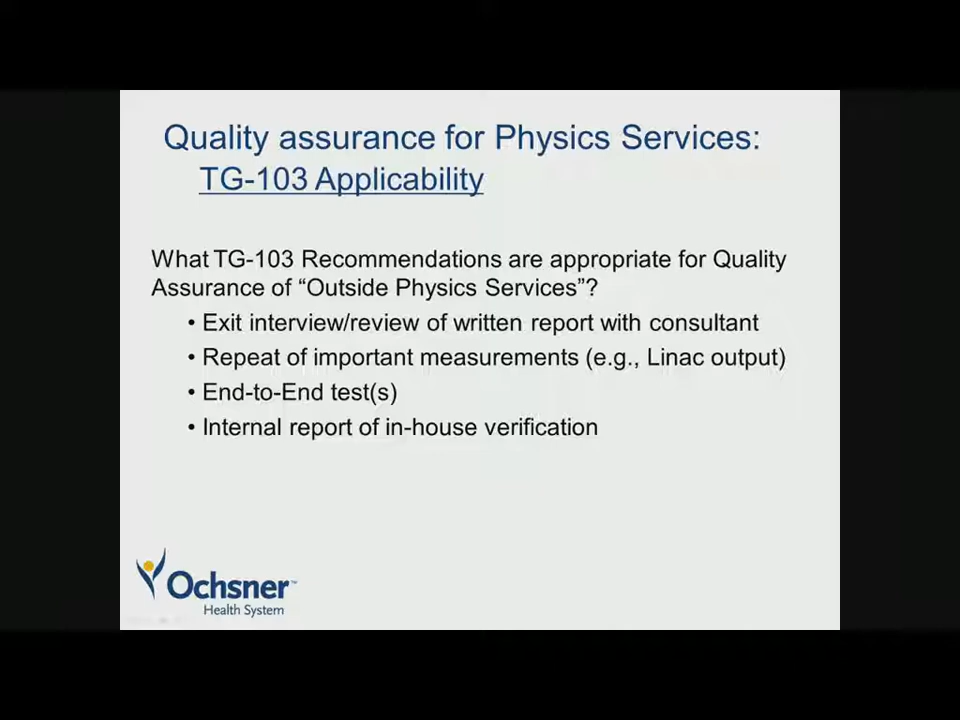 Quality assurance for Physics Services:
TG-103 Applicability
What TG-103 Recommendations are appropriate for Quality
Assurance of “Outside Physics Services”?
• Exit interview/review of written report with consultant
• Repeat of important measurements (e.g., Linac output)
• End-to-End test(s)
• Internal report of in-house verification
Ochsner™
Health System